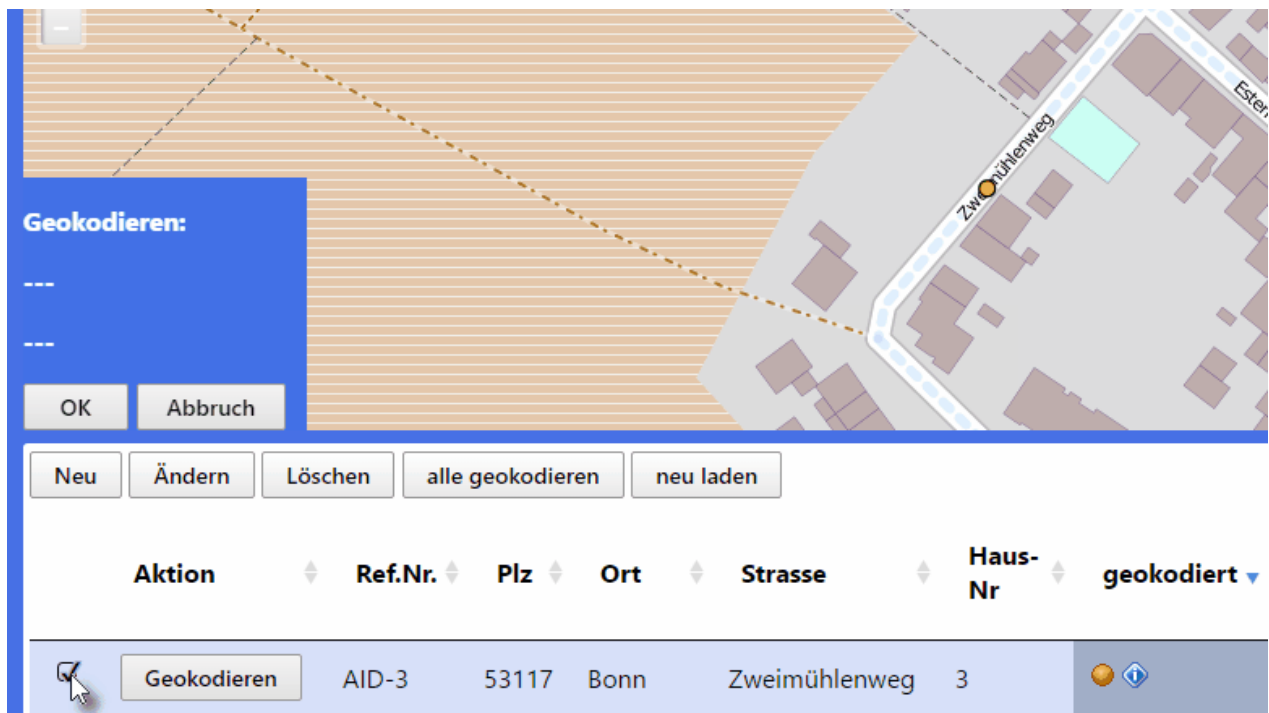 –
Zweimühlenweg
Ester
Geokodieren:
---
---
OK Abbruch
Neu Ändern Löschen alle geokodieren neu laden
Aktion Ref.Nr. Plz Ort Strasse Haus-
Nr geokodiert
Geokodieren AID-3 53117 Bonn Zweimühlenweg 3